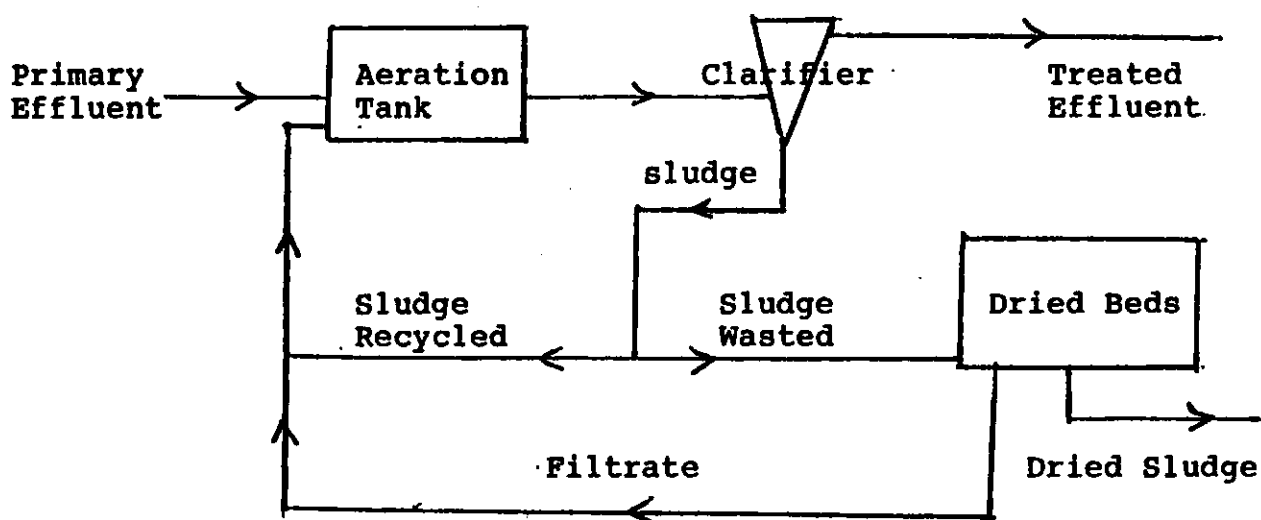 Primary
Effluent
Aeration
Tank
Clarifier
Treated
Effluent
sludge
Sludge
Recycled
Sludge
Wasted
Dried Beds
Filtrate
Dried Sludge